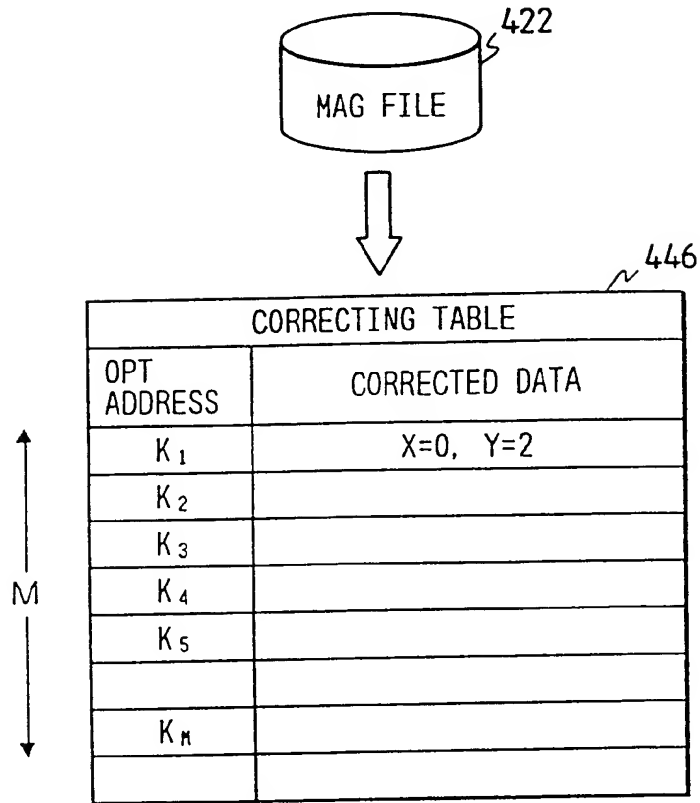 422
MAG FILE
446
CORRECTING TABLE
OPT
ADDRESS
CORRECTED DATA
K₁
X=0, Y=2
K₂
K₃
K₄
K₅
M
Kₘ